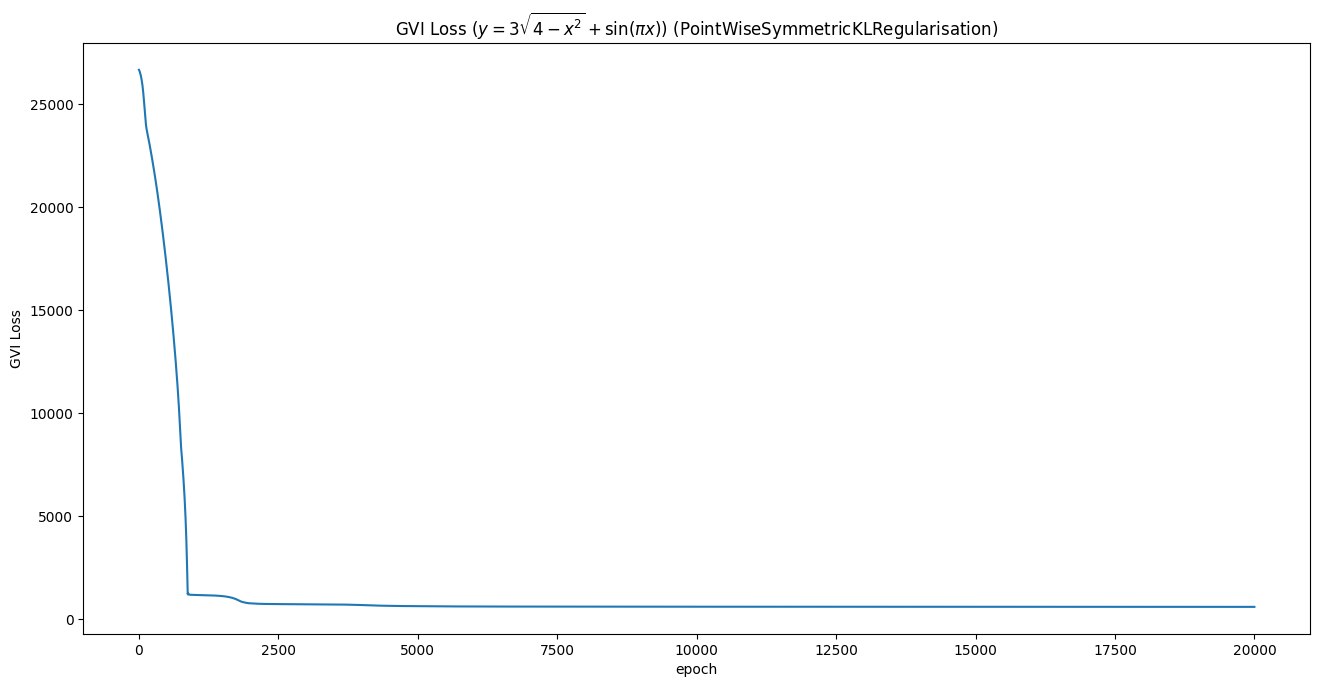 GVI Loss (y = 3√4 − x² + sin(πx)) (PointWiseSymmetricKLRegularisation)
25000
20000
15000
10000
5000
0
GVI Loss
0 2500 5000 7500 10000 12500 15000 17500 20000
epoch